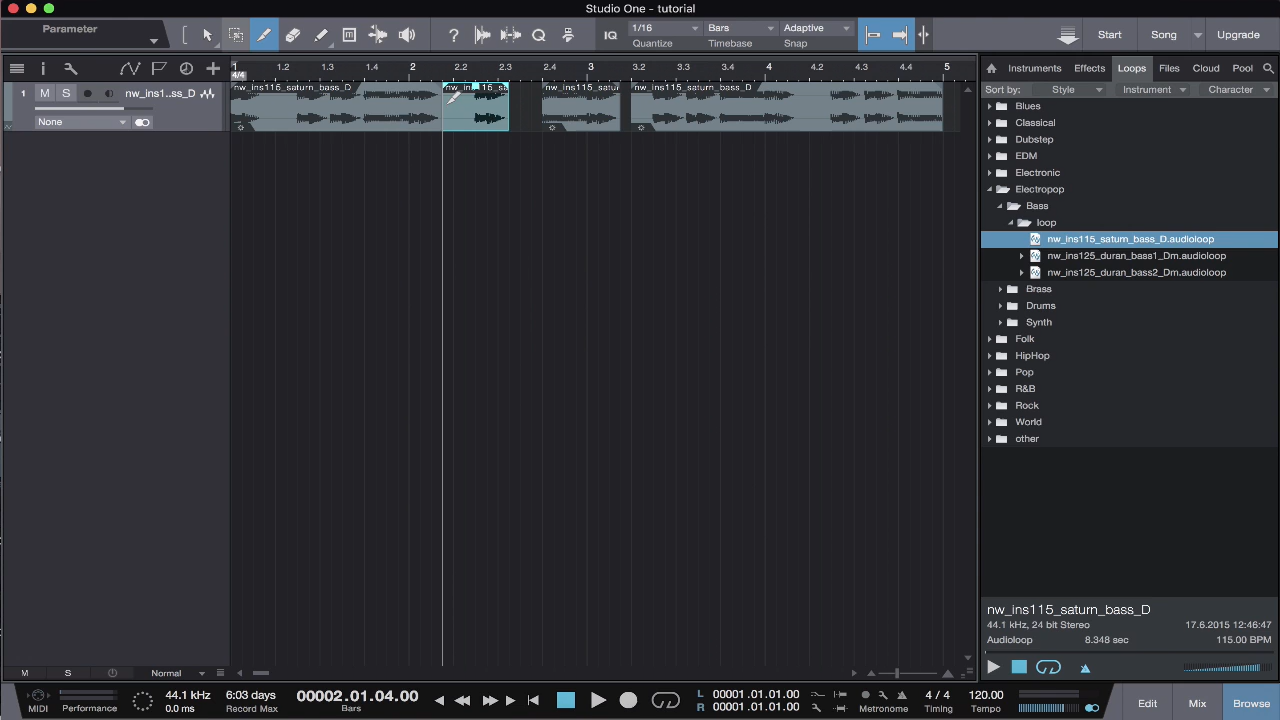 Studio One - tutorial
Parameter
? IQ 1/16 Bars Adaptive
Quantize Timebase Snap
Start Song Upgrade
1 1.2 1.3 1.4 2 2.2 2.3 2.4 3 3.2 3.3 3.4 4 4.2 4.3 4.4 5
4/4
1 M S nw_ins1..ss_D
None
nw_ins115_saturn_bass_D
nw_ins115_satur
nw_ins115_saturn_bass_D
Instruments Effects Loops Files Cloud Pool
Sort by: Style Instrument Character
Blues
Classical
Dubstep
EDM
Electronic
Electropop
Bass
loop
nw_ins115_saturn_bass_D.audioloop
nw_ins125_duran_bass1_Dm.audioloop
nw_ins125_duran_bass2_Dm.audioloop
Brass
Drums
Synth
Folk
HipHop
Pop
R&B
Rock
World
other
nw_ins115_saturn_bass_D
44.1 kHz, 24 bit Stereo 17.6.2015 12:46:47
Audioloop 8.348 sec 115.00 BPM
M S Normal
MIDI Performance
44.1 kHz 6:03 days 00002.01.04.00
0.0 ms Record Max Bars
L 00001.01.01.00
R 00001.01.01.00
Metronome
4 / 4 120.00
Timing Tempo
Edit Mix Browse